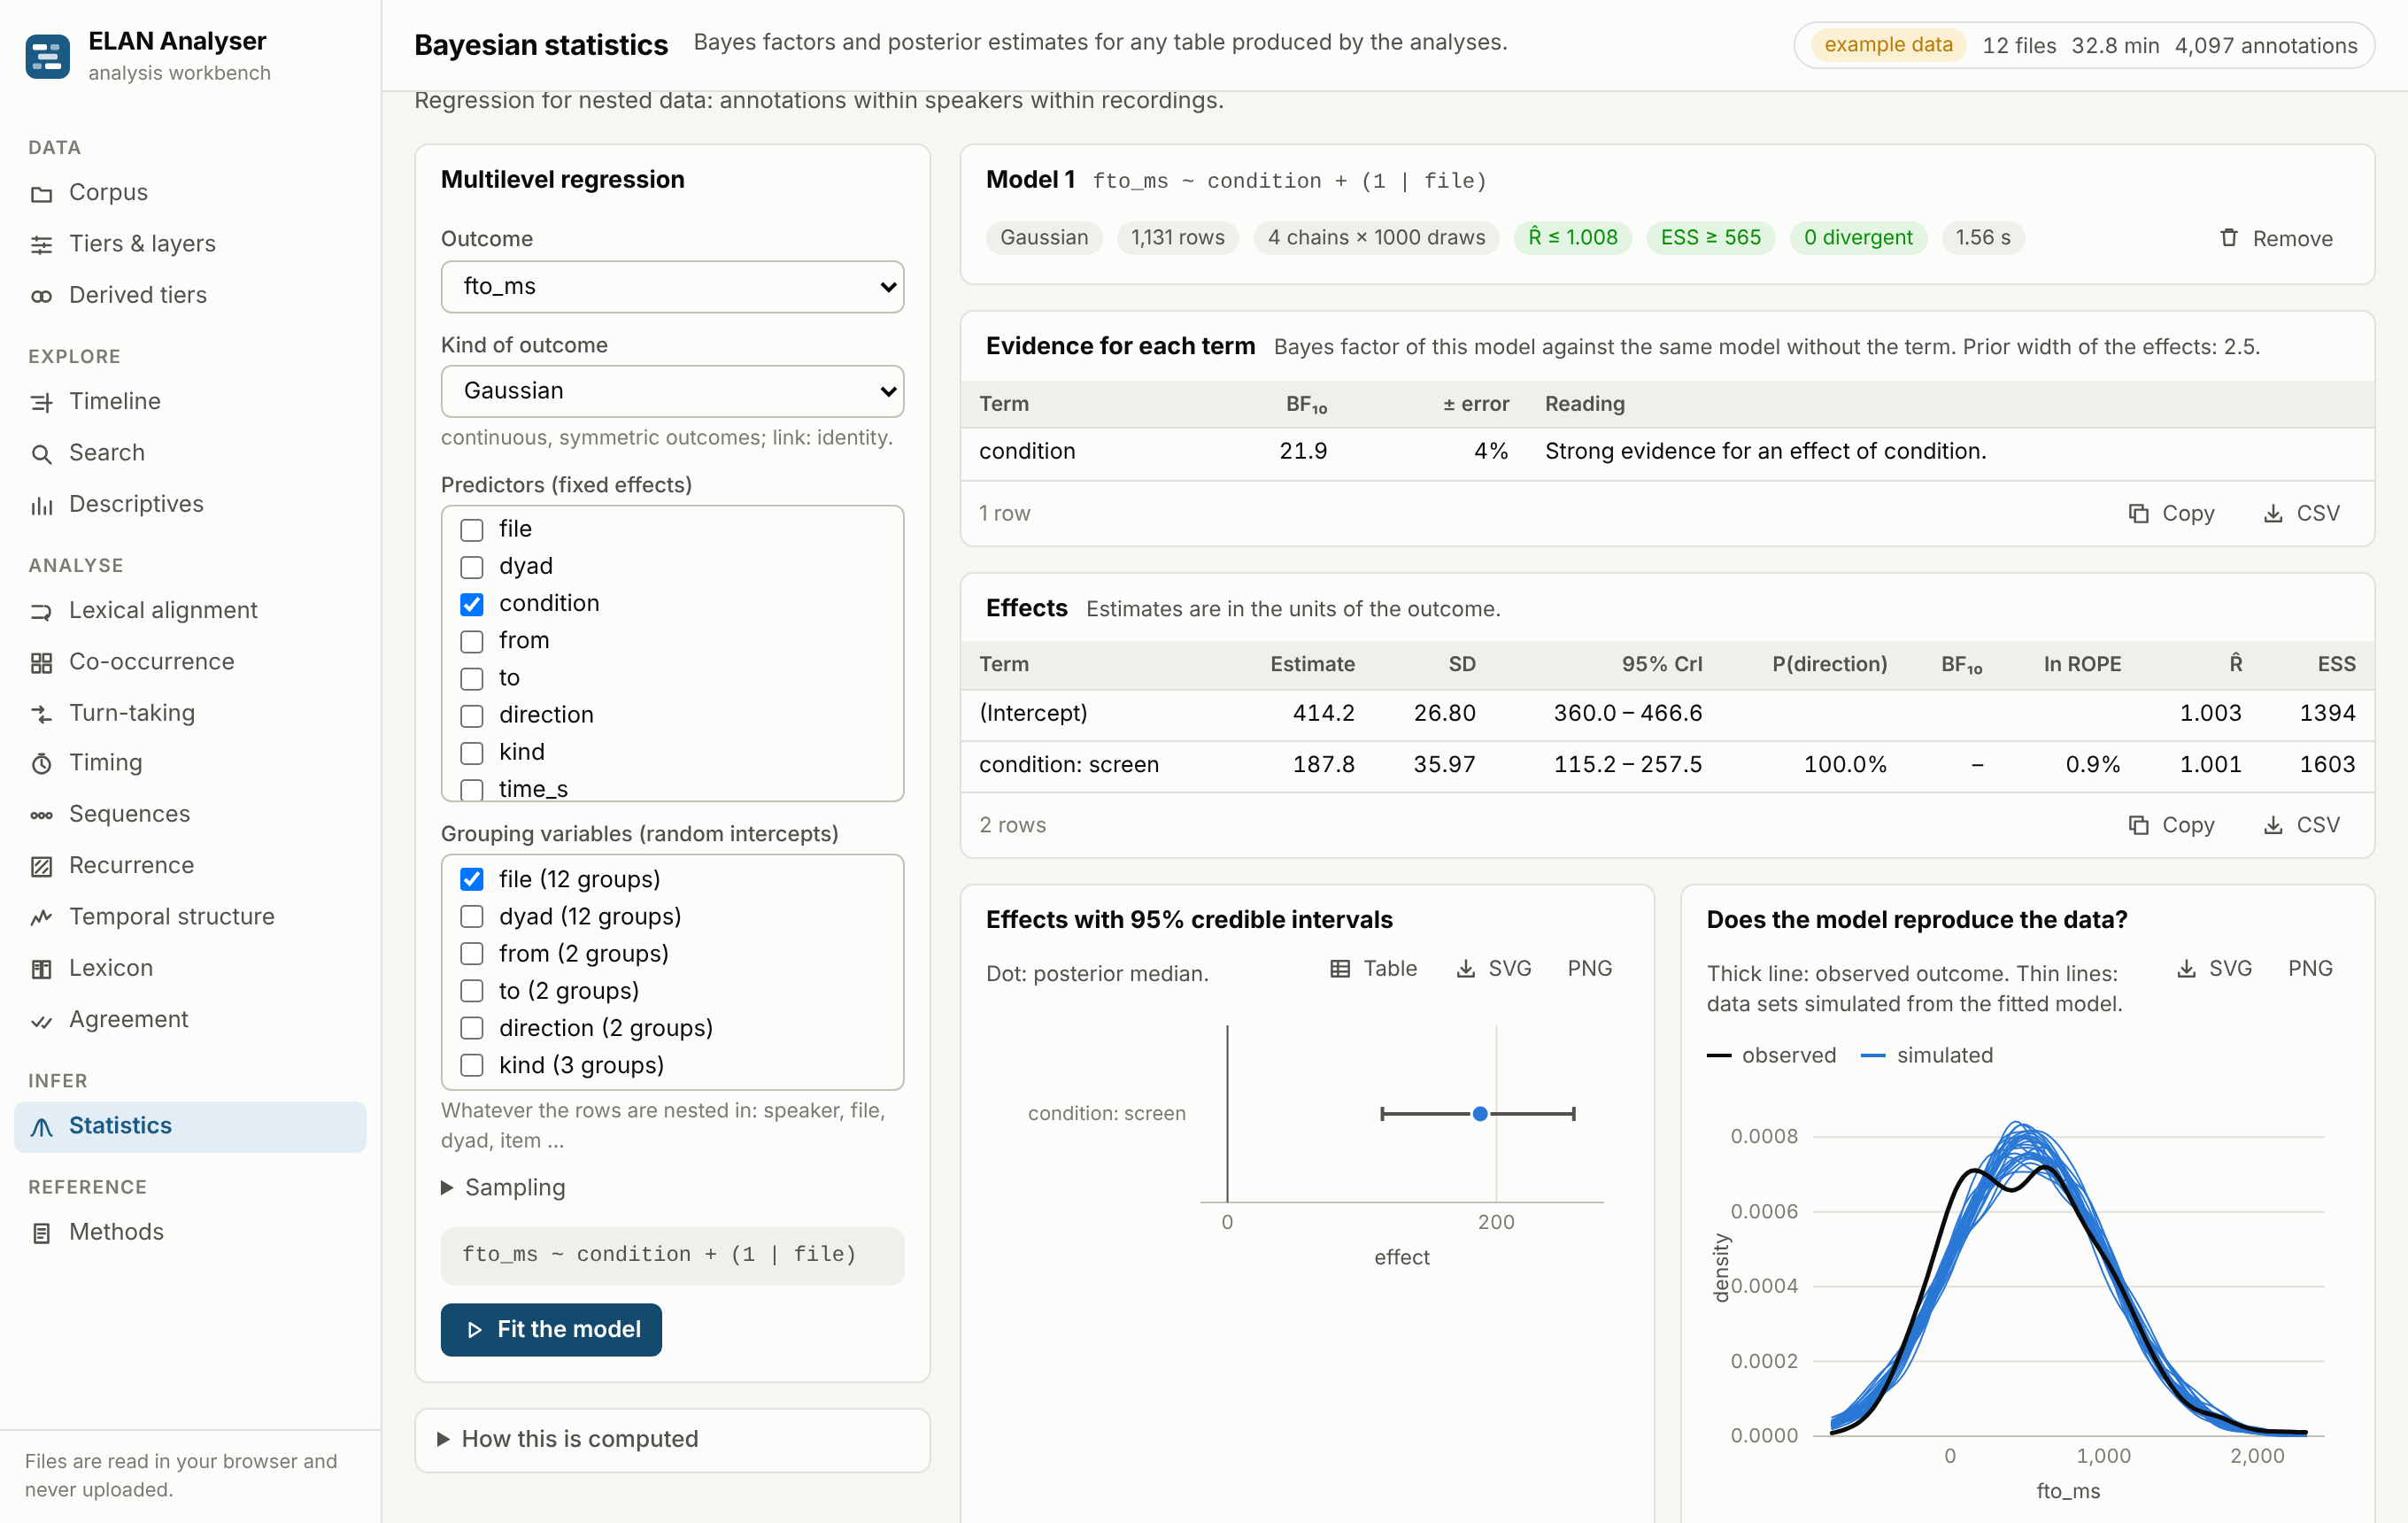 ELAN Analyser
analysis workbench
DATA
Corpus
Tiers & layers
Derived tiers
EXPLORE
Timeline
Search
Descriptives
ANALYSE
Lexical alignment
Co-occurrence
Turn-taking
Timing
Sequences
Recurrence
Temporal structure
Lexicon
Agreement
INFER
Statistics
REFERENCE
Methods
Files are read in your browser and
never uploaded.
Bayesian statistics Bayes factors and posterior estimates for any table produced by the analyses.
example data 12 files 32.8 min 4,097 annotations
Regression for nested data: annotations within speakers within recordings.
Multilevel regression
Outcome
fto_ms
Kind of outcome
Gaussian
continuous, symmetric outcomes; link: identity.
Predictors (fixed effects)
file
dyad
condition
from
to
direction
kind
time_s
Grouping variables (random intercepts)
file (12 groups)
dyad (12 groups)
from (2 groups)
to (2 groups)
direction (2 groups)
kind (3 groups)
Whatever the rows are nested in: speaker, file,
dyad, item ...
Sampling
fto_ms ~ condition + (1 | file)
Fit the model
How this is computed
Model 1 fto_ms ~ condition + (1 | file)
Gaussian 1,131 rows 4 chains × 1000 draws R̂ ≤ 1.008 ESS ≥ 565 0 divergent 1.56 s Remove
Evidence for each term Bayes factor of this model against the same model without the term. Prior width of the effects: 2.5.
Term BF₁₀ ± error Reading
condition 21.9 4% Strong evidence for an effect of condition.
1 row Copy CSV
Effects Estimates are in the units of the outcome.
Term Estimate SD 95% CrI P(direction) BF₁₀ In ROPE R̂ ESS
(Intercept) 414.2 26.80 360.0 – 466.6 1.003 1394
condition: screen 187.8 35.97 115.2 – 257.5 100.0% – 0.9% 1.001 1603
2 rows Copy CSV
Effects with 95% credible intervals
Dot: posterior median. Table SVG PNG
condition: screen
0 200
effect
Does the model reproduce the data?
Thick line: observed outcome. Thin lines: SVG PNG
data sets simulated from the fitted model.
observed simulated
0.0008
0.0006
0.0004
0.0002
0.0000
density
0 1,000 2,000
fto_ms